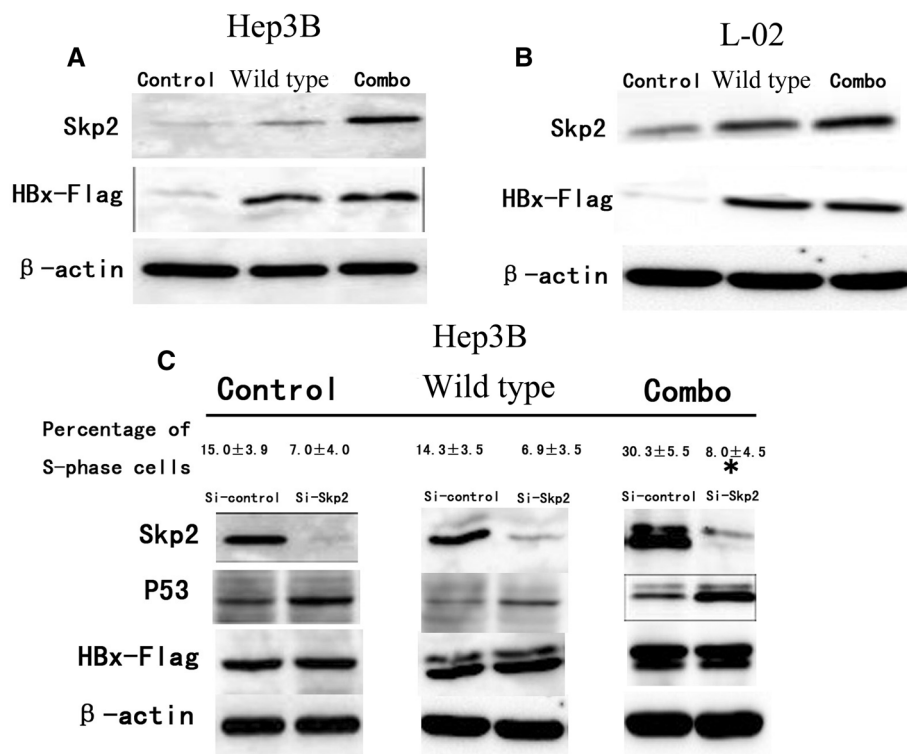 Hep3B
A
Control Wild type Combo
Skp2
HBx-Flag
β-actin
L-02
B
Control Wild type Combo
Skp2
HBx-Flag
β-actin
Hep3B
C
Control Wild type Combo
Percentage of
S-phase cells
15.0±3.9 7.0±4.0 14.3±3.5 6.9±3.5 30.3±5.5 8.0±4.5
*
Si-control Si-Skp2 Si-control Si-Skp2 Si-control Si-Skp2
Skp2
P53
HBx-Flag
β-actin